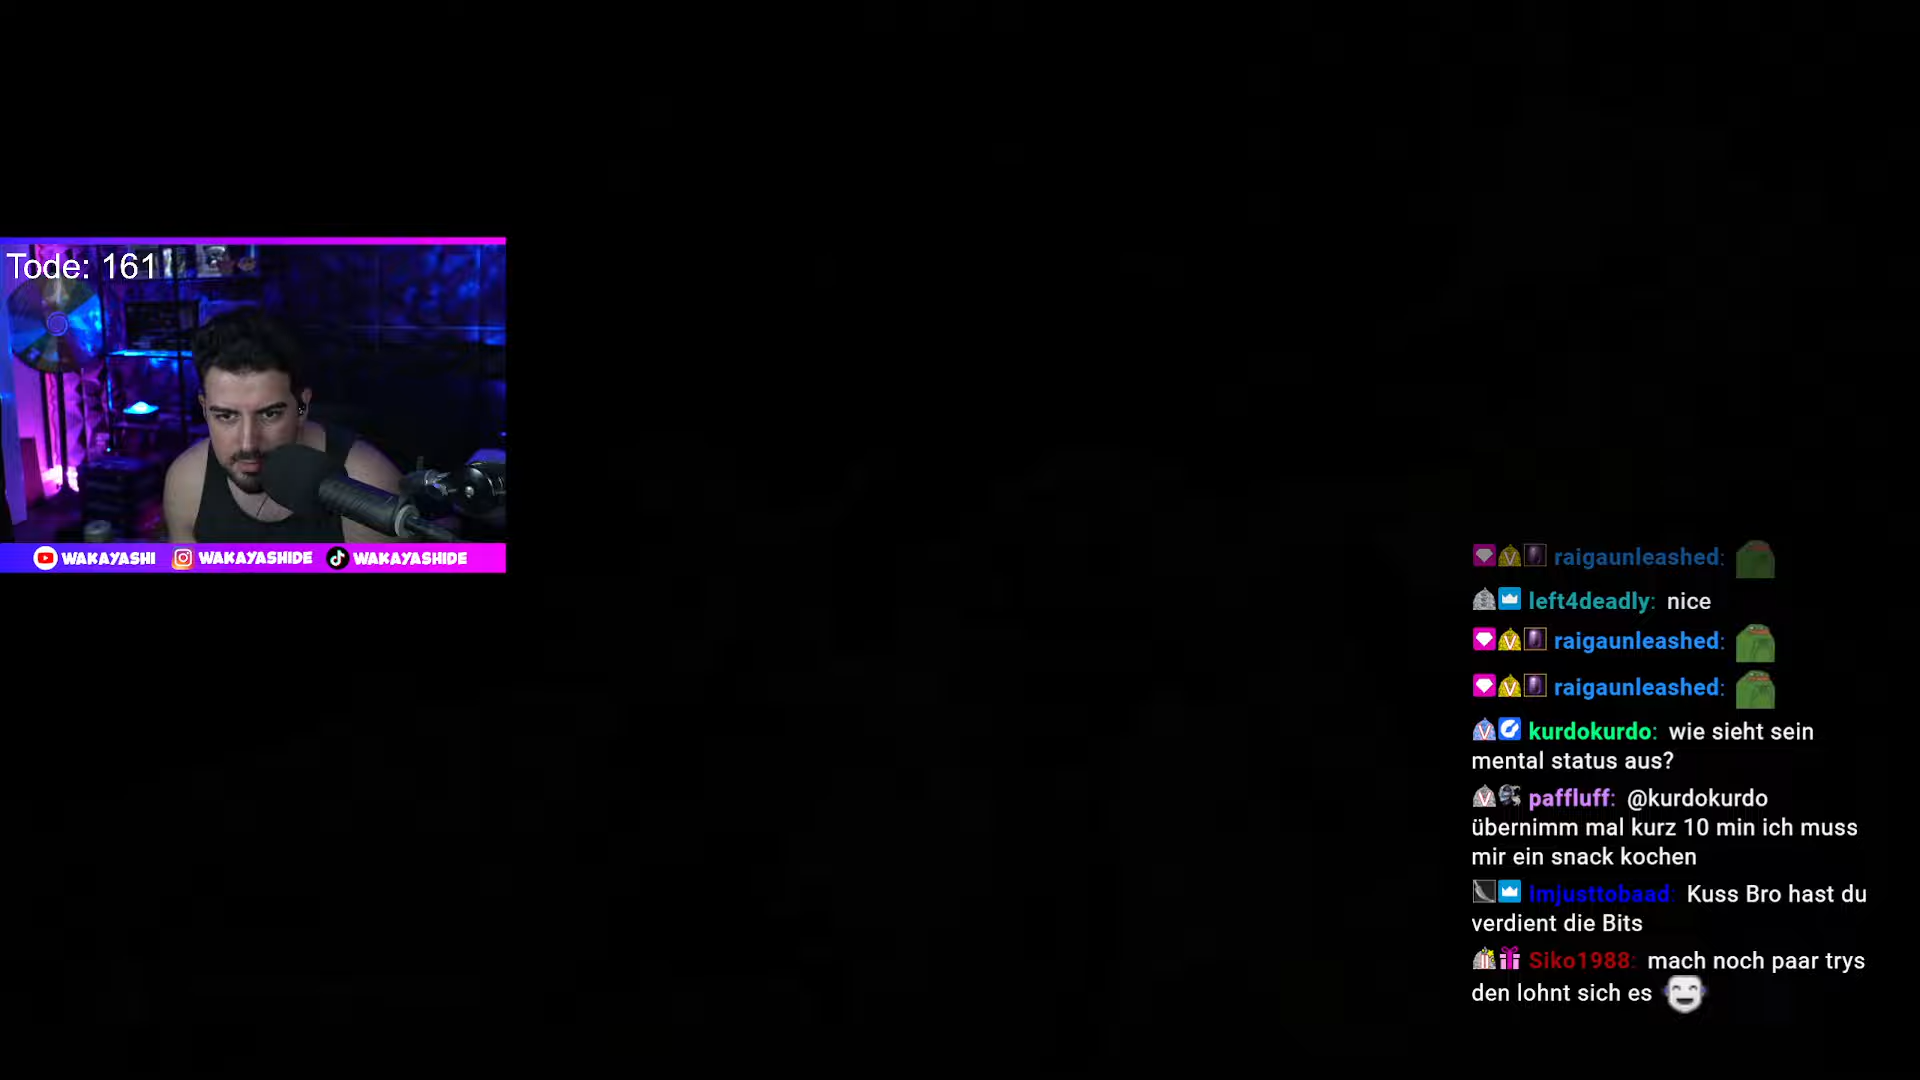 Tode: 161
WAKAYASHI WAKAYASHIDE WAKAYASHIDE
raigaunleashed:
left4deadly: nice
raigaunleashed:
raigaunleashed:
kurdokurdo: wie sieht sein
mental status aus?
paffluff: @kurdokurdo
übernimm mal kurz 10 min ich muss
mir ein snack kochen
Imjusttobaad: Kuss Bro hast du
verdient die Bits
Siko1988: mach noch paar trys
den lohnt sich es